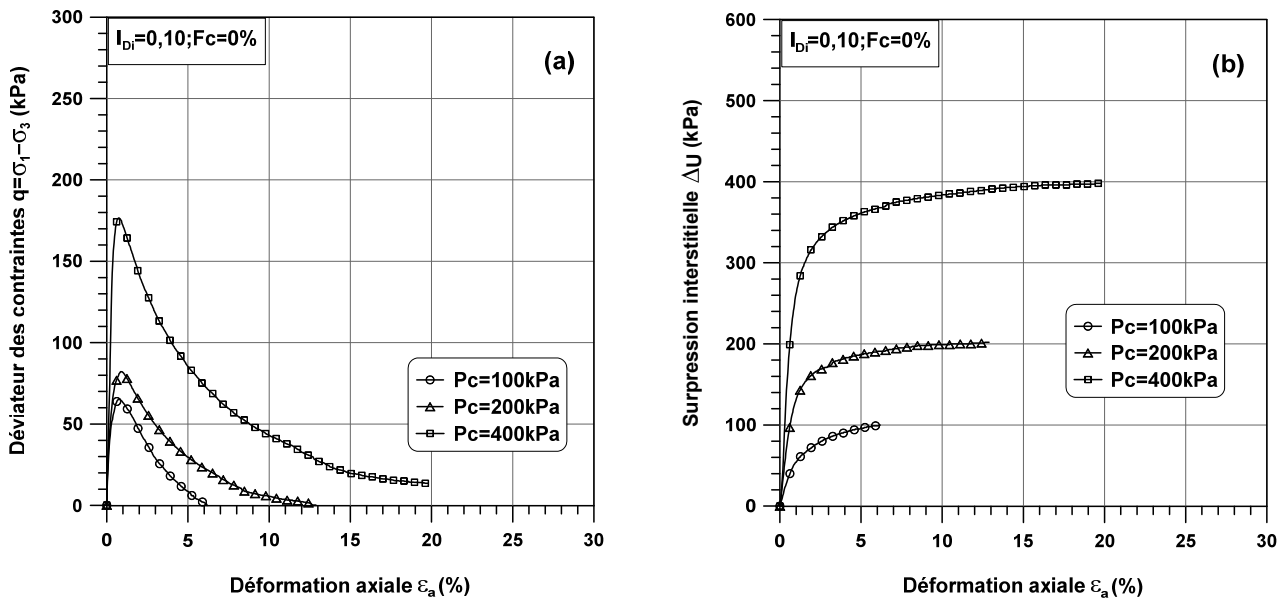 I_Di=0,10;Fc=0%
(a)
Déviateur des contraintes q=σ₁−σ₃ (kPa)
300
250
200
150
100
50
0
Pc=100kPa
Pc=200kPa
Pc=400kPa
0 5 10 15 20 25 30
Déformation axiale εₐ (%)
I_Di=0,10;Fc=0%
(b)
Surpression interstitielle ΔU (kPa)
600
500
400
300
200
100
0
Pc=100kPa
Pc=200kPa
Pc=400kPa
0 5 10 15 20 25 30
Déformation axiale εₐ (%)